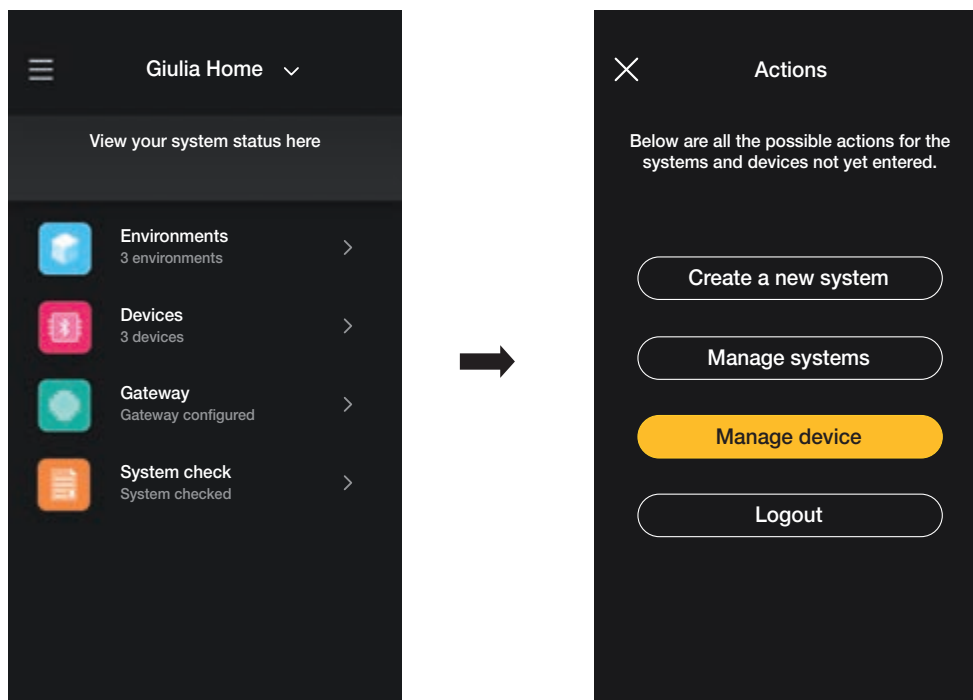 Giulia Home
View your system status here
Environments
3 environments
Devices
3 devices
Gateway
Gateway configured
System check
System checked
Actions
Below are all the possible actions for the
systems and devices not yet entered.
Create a new system
Manage systems
Manage device
Logout